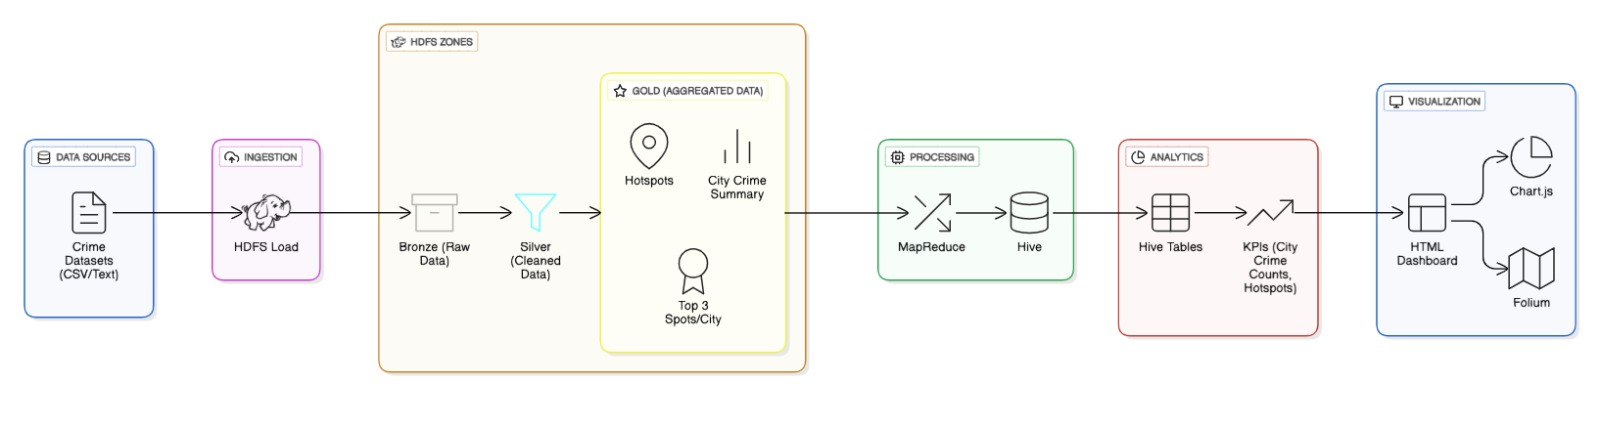 DATA SOURCES
Crime
Datasets
(CSV/Text)
INGESTION
HDFS Load
HDFS ZONES
Bronze (Raw
Data)
Silver
(Cleaned
Data)
GOLD (AGGREGATED DATA)
Hotspots
City Crime
Summary
Top 3
Spots/City
PROCESSING
MapReduce
Hive
ANALYTICS
Hive Tables
KPIs (City
Crime
Counts,
Hotspots)
VISUALIZATION
HTML
Dashboard
Chart.js
Folium